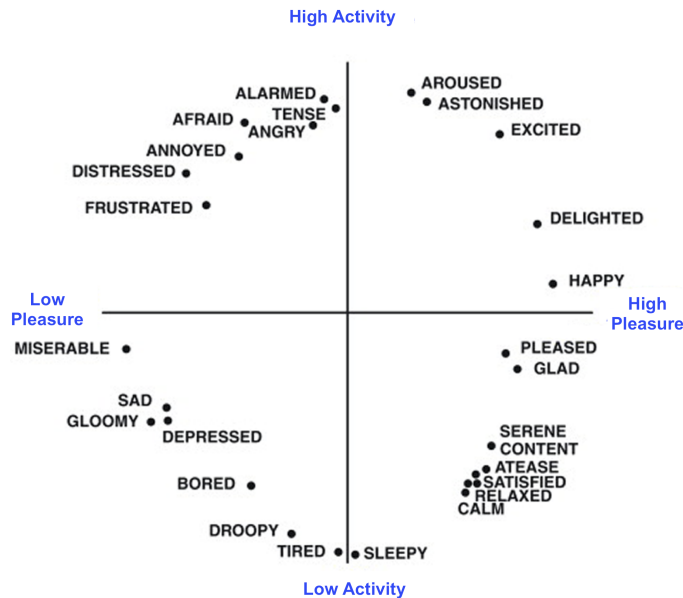 High Activity
AROUSED
ALARMED
ASTONISHED
TENSE
AFRAID
EXCITED
ANGRY
ANNOYED
DISTRESSED
FRUSTRATED
DELIGHTED
HAPPY
Low
Pleasure
High
Pleasure
MISERABLE
PLEASED
GLAD
SAD
GLOOMY
DEPRESSED
SERENE
CONTENT
ATEASE
SATISFIED
BORED
RELAXED
CALM
DROOPY
TIRED
SLEEPY
Low Activity